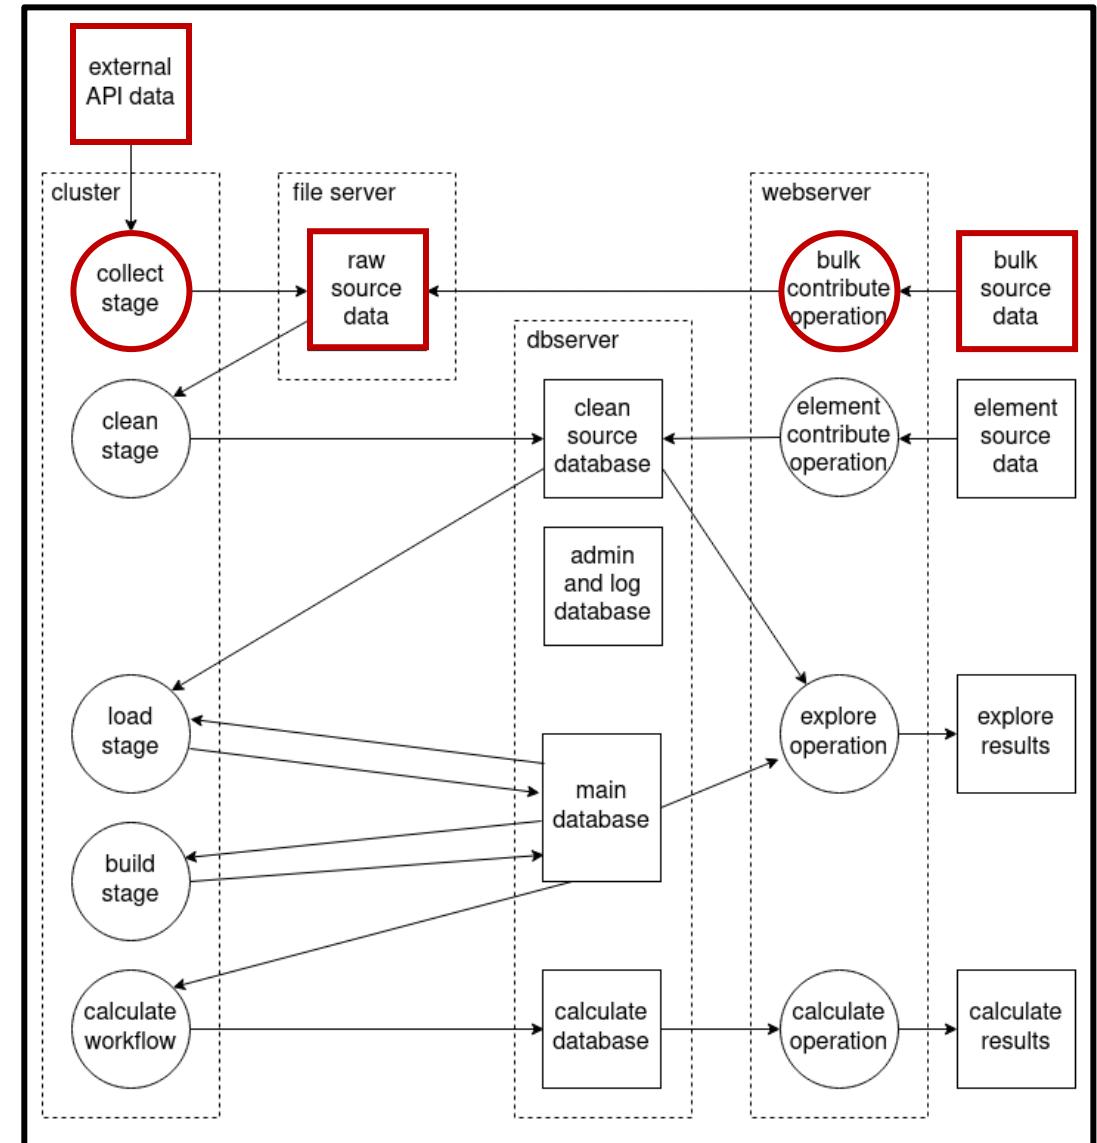 external
API data
cluster
file server
webserver
collect
stage
raw
source
data
bulk
contribute
operation
bulk
source
data
dbserver
clean
stage
clean
source
database
element
contribute
operation
element
source
data
admin
and log
database
load
stage
explore
operation
explore
results
main
database
build
stage
calculate
workflow
calculate
database
calculate
operation
calculate
results